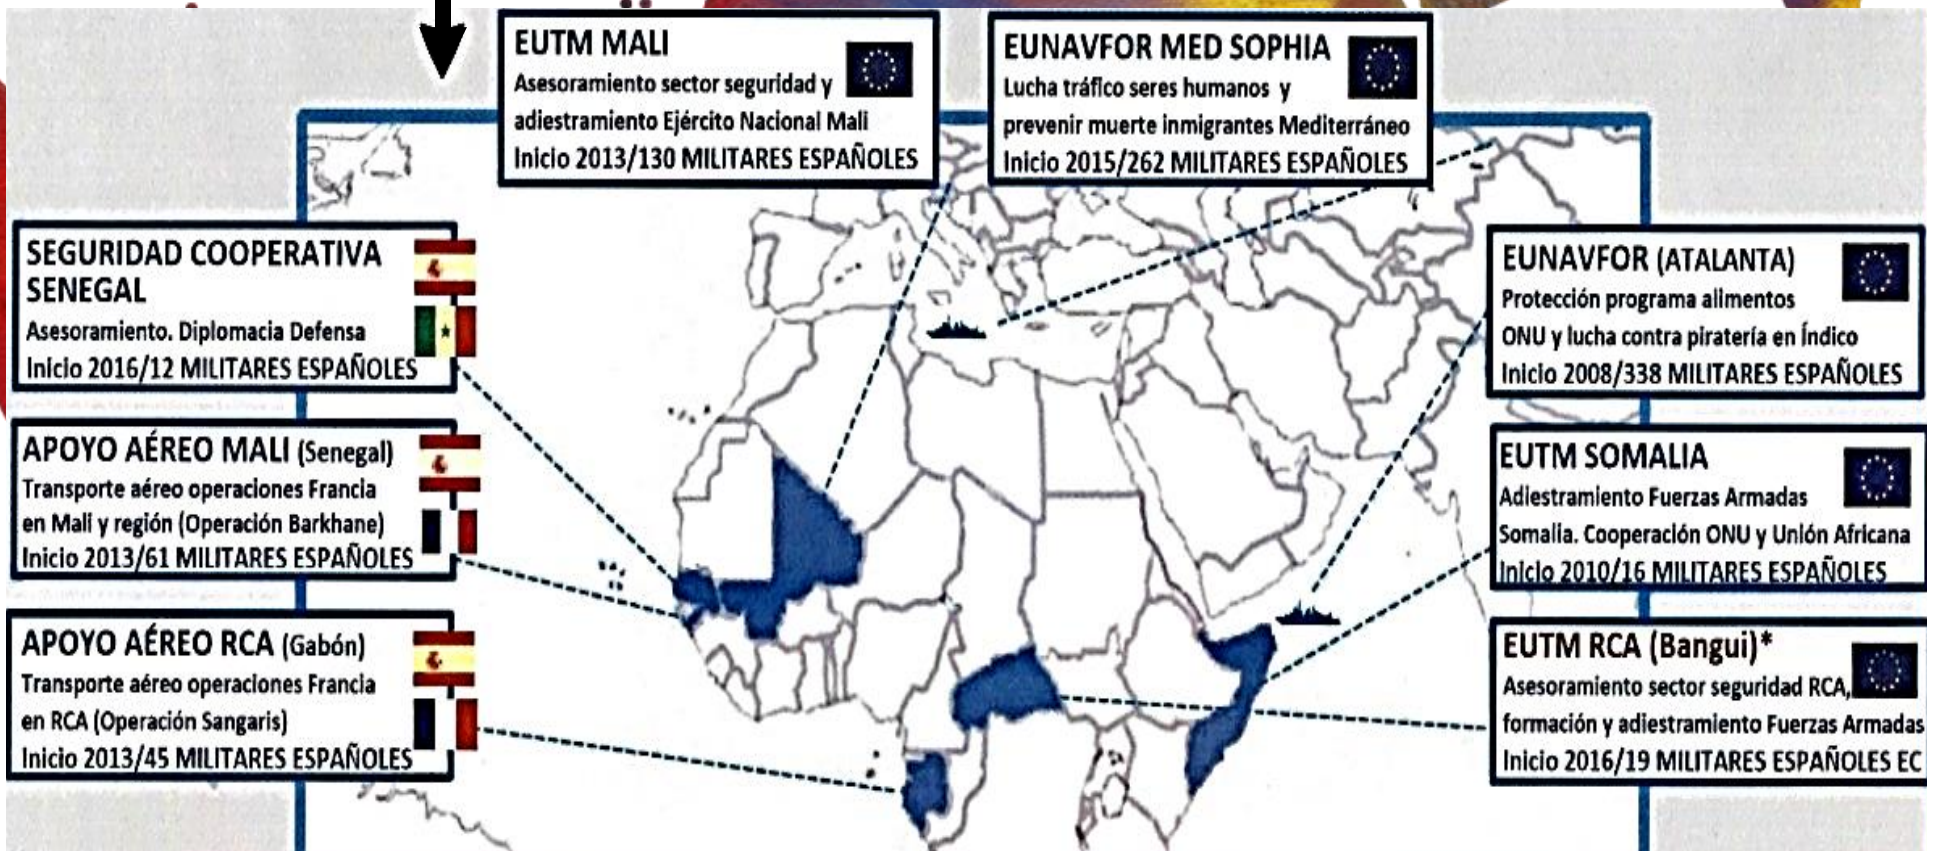 EUTM MALI
Asesoramiento sector seguridad y
adiestramiento Ejército Nacional Mali
Inicio 2013/130 MILITARES ESPAÑOLES
EUNAVFOR MED SOPHIA
Lucha tráfico seres humanos y
prevenir muerte inmigrantes Mediterráneo
Inicio 2015/262 MILITARES ESPAÑOLES
SEGURIDAD COOPERATIVA
SENEGAL
Asesoramiento. Diplomacia Defensa
Inicio 2016/12 MILITARES ESPAÑOLES
APOYO AÉREO MALI (Senegal)
Transporte aéreo operaciones Francia
en Mali y región (Operación Barkhane)
Inicio 2013/61 MILITARES ESPAÑOLES
APOYO AÉREO RCA (Gabón)
Transporte aéreo operaciones Francia
en RCA (Operación Sangaris)
Inicio 2013/45 MILITARES ESPAÑOLES
EUNAVFOR (ATALANTA)
Protección programa alimentos
ONU y lucha contra piratería en Índico
Inicio 2008/338 MILITARES ESPAÑOLES
EUTM SOMALIA
Adiestramiento Fuerzas Armadas
Somalia. Cooperación ONU y Unión Africana
Inicio 2010/16 MILITARES ESPAÑOLES
EUTM RCA (Bangui)*
Asesoramiento sector seguridad RCA,
formación y adiestramiento Fuerzas Armadas
Inicio 2016/19 MILITARES ESPAÑOLES EC